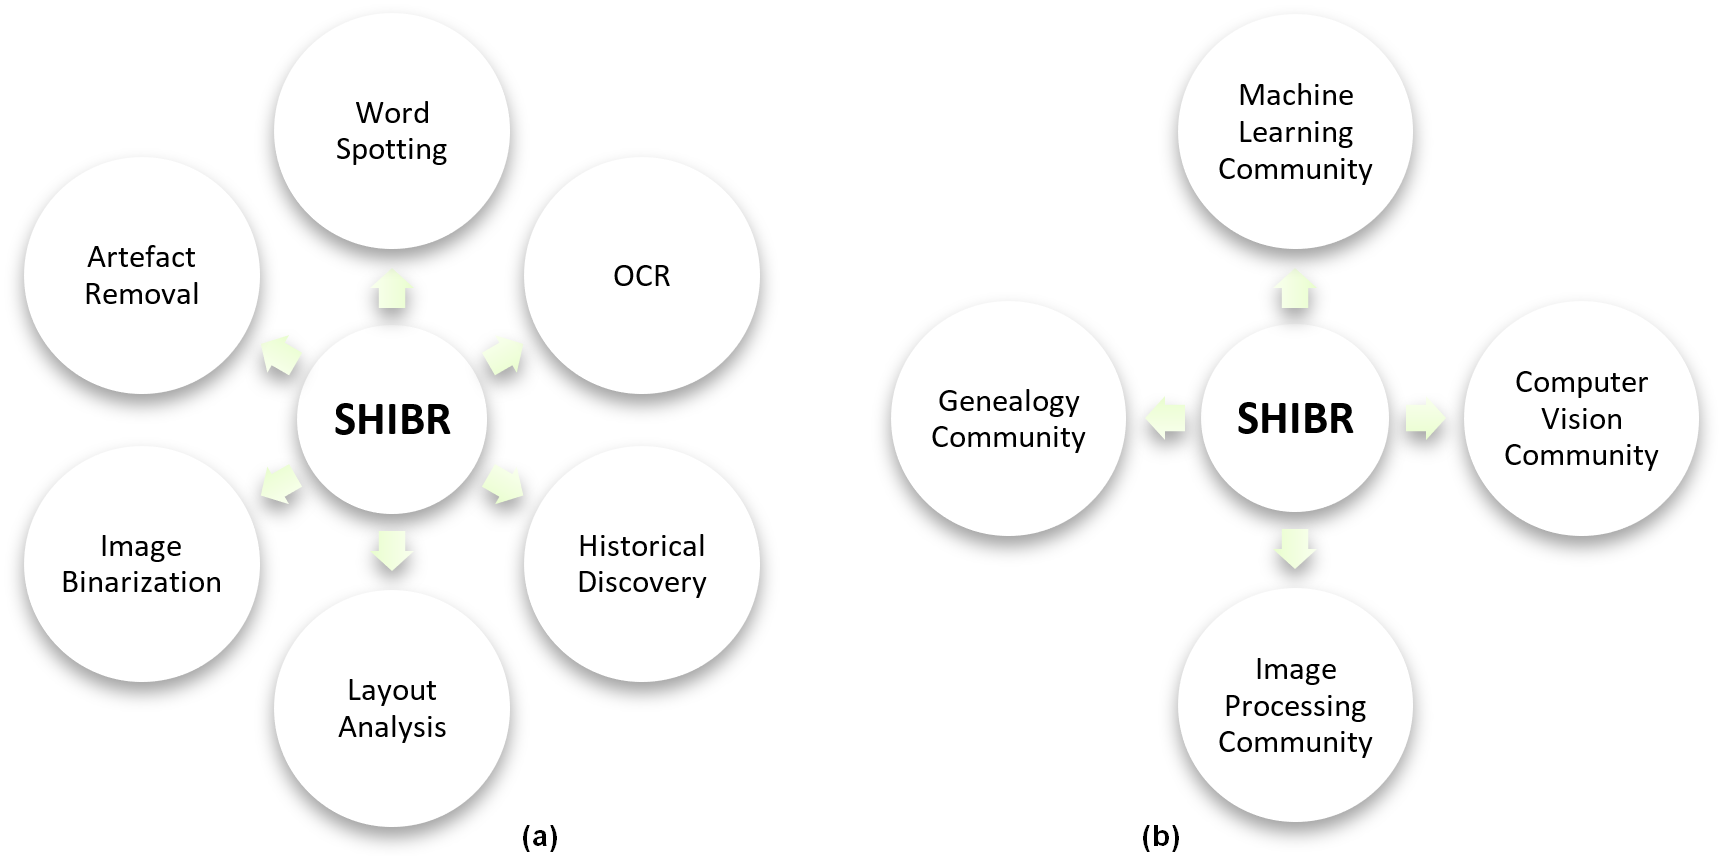 Word
Spotting
Artefact
Removal
OCR
SHIBR
Image
Binarization
Historical
Discovery
Layout
Analysis
(a)
Machine
Learning
Community
Genealogy
Community
SHIBR
Computer
Vision
Community
Image
Processing
Community
(b)